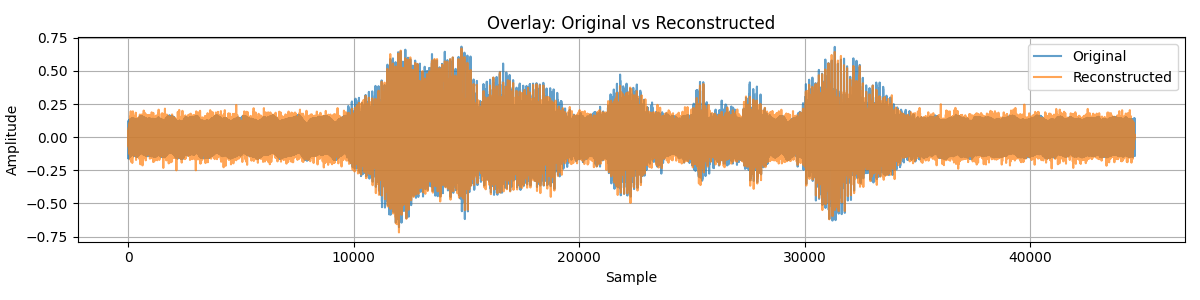 Overlay: Original vs Reconstructed
Original
Reconstructed
Amplitude
0.75
0.50
0.25
0.00
−0.25
−0.50
−0.75
0 10000 20000 30000 40000
Sample